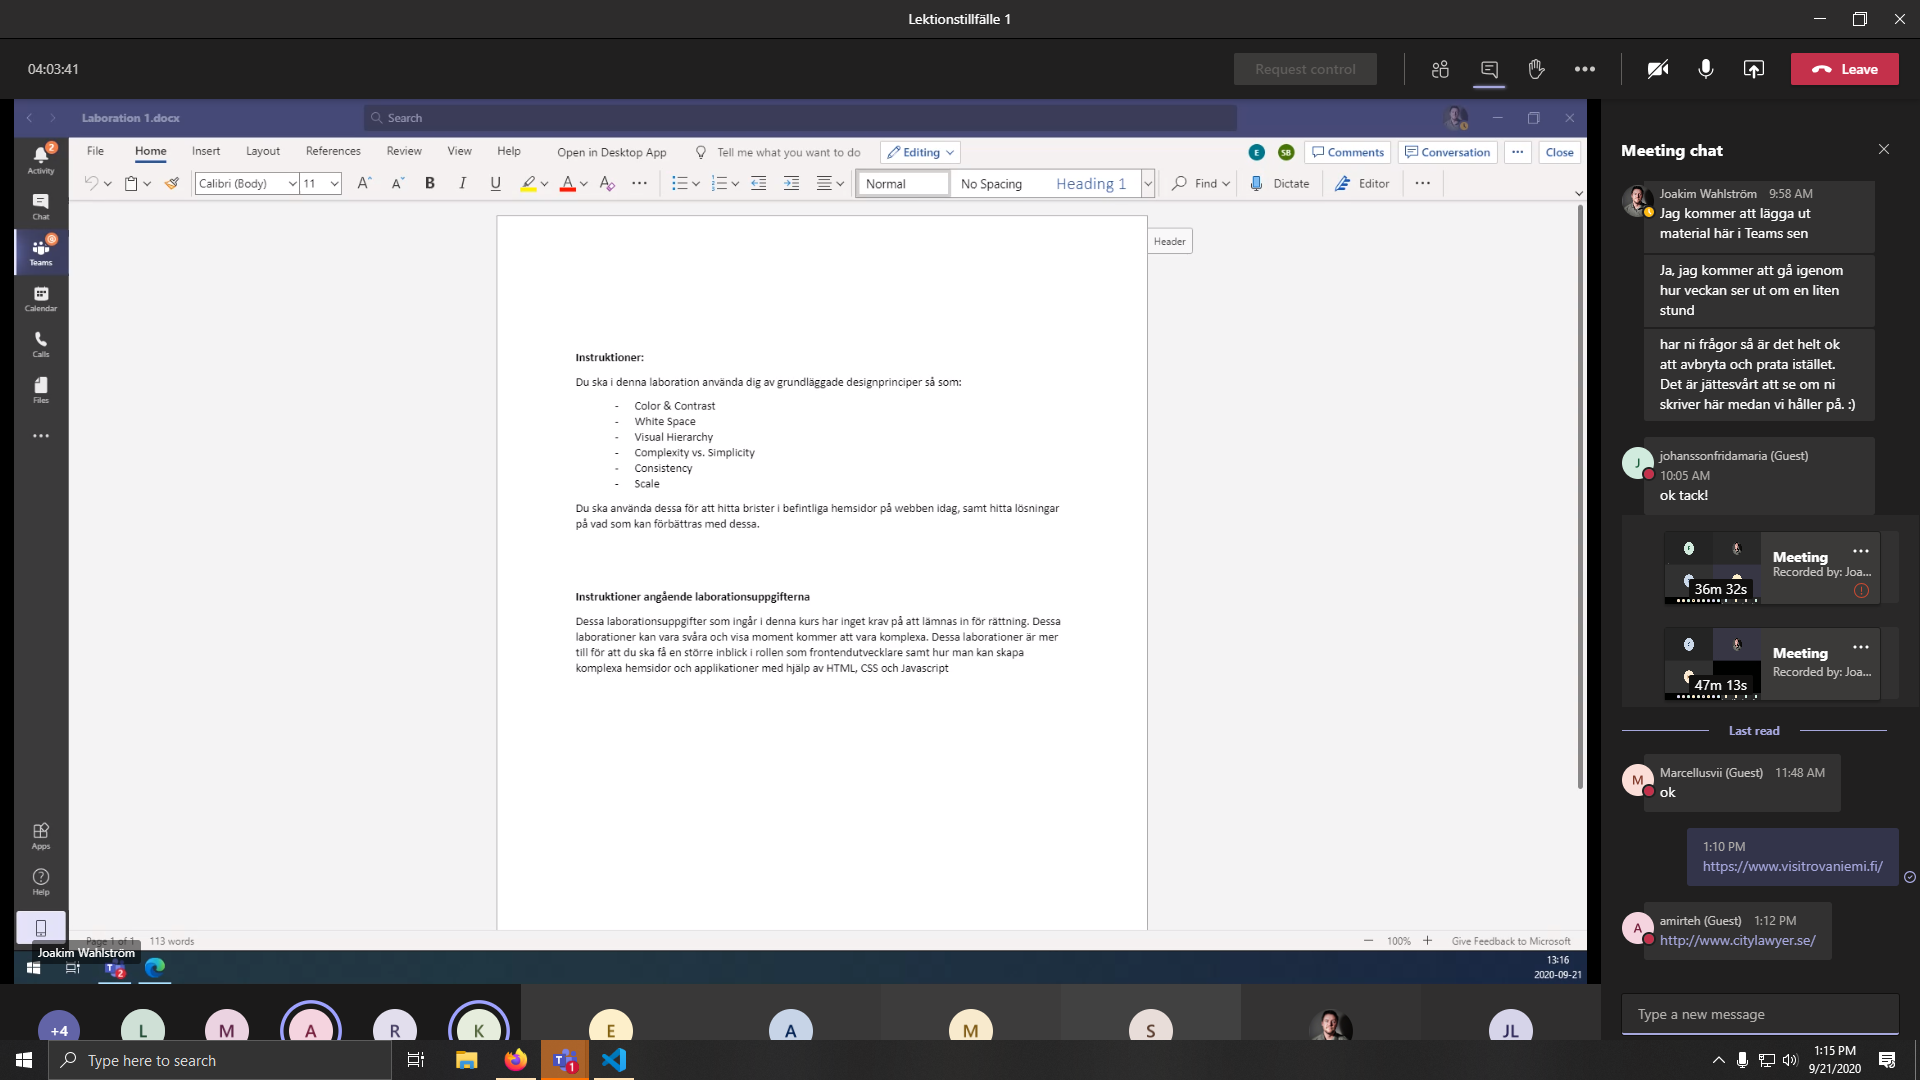 Lektionstillfälle 1
04:03:41
Request control
Leave
Laboration 1.docx
Search
File Home Insert Layout References Review View Help Open in Desktop App Tell me what you want to do Editing
E SB Comments Conversation Close
Calibri (Body) 11 A A B I U A A Normal No Spacing Heading 1 Find Dictate Editor
2
Activity
Chat
Teams
Calendar
Calls
Files
Apps
Help
Header
Instruktioner:
Du ska i denna laboration använda dig av grundläggade designprinciper så som:
- Color & Contrast
- White Space
- Visual Hierarchy
- Complexity vs. Simplicity
- Consistency
- Scale
Du ska använda dessa för att hitta brister i befintliga hemsidor på webben idag, samt hitta lösningar
på vad som kan förbättras med dessa.
Instruktioner angående laborationsuppgifterna
Dessa laborationsuppgifter som ingår i denna kurs har inget krav på att lämnas in för rättning. Dessa
laborationer kan vara svåra och visa moment kommer att vara komplexa. Dessa laborationer är mer
till för att du ska få en större inblick i rollen som frontendutvecklare samt hur man kan skapa
komplexa hemsidor och applikationer med hjälp av HTML, CSS och Javascript
Page 1 of 1 113 words
100% Give Feedback to Microsoft
Joakim Wahlström
2
13:16
2020-09-21
Meeting chat
Joakim Wahlström 9:58 AM
Jag kommer att lägga ut
material här i Teams sen
Ja, jag kommer att gå igenom
hur veckan ser ut om en liten
stund
har ni frågor så är det helt ok
att avbryta och prata istället.
Det är jättesvårt att se om ni
skriver här medan vi håller på. :)
J
johanssonfridamaria (Guest)
10:05 AM
ok tack!
Meeting
Recorded by: Joa...
36m 32s
Meeting
Recorded by: Joa...
47m 13s
Last read
M
Marcellusvii (Guest) 11:48 AM
ok
1:10 PM
https://www.visitrovaniemi.fi/
A
amirteh (Guest) 1:12 PM
http://www.citylawyer.se/
Type a new message
+4 L M A R K E A M S JL
Type here to search
1
1:15 PM
9/21/2020